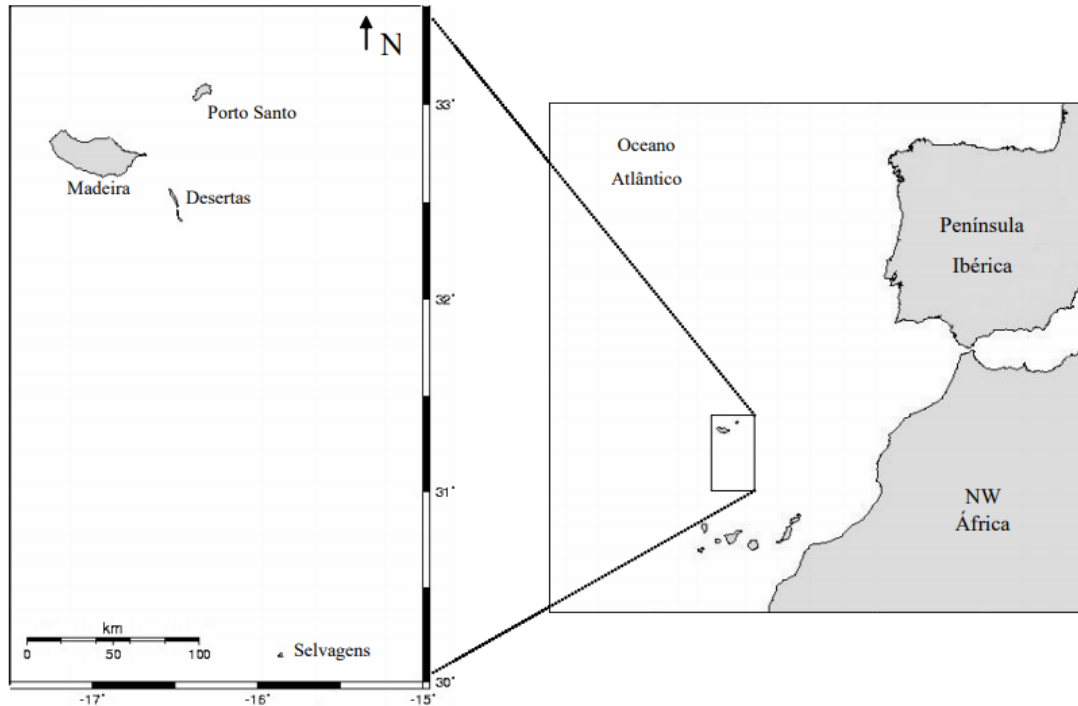 N
Porto Santo
Madeira
Desertas
Selvagens
km
0 50 100
33°
32°
31°
30°
-17° -16° -15°
Oceano
Atlântico
Península
Ibérica
NW
África